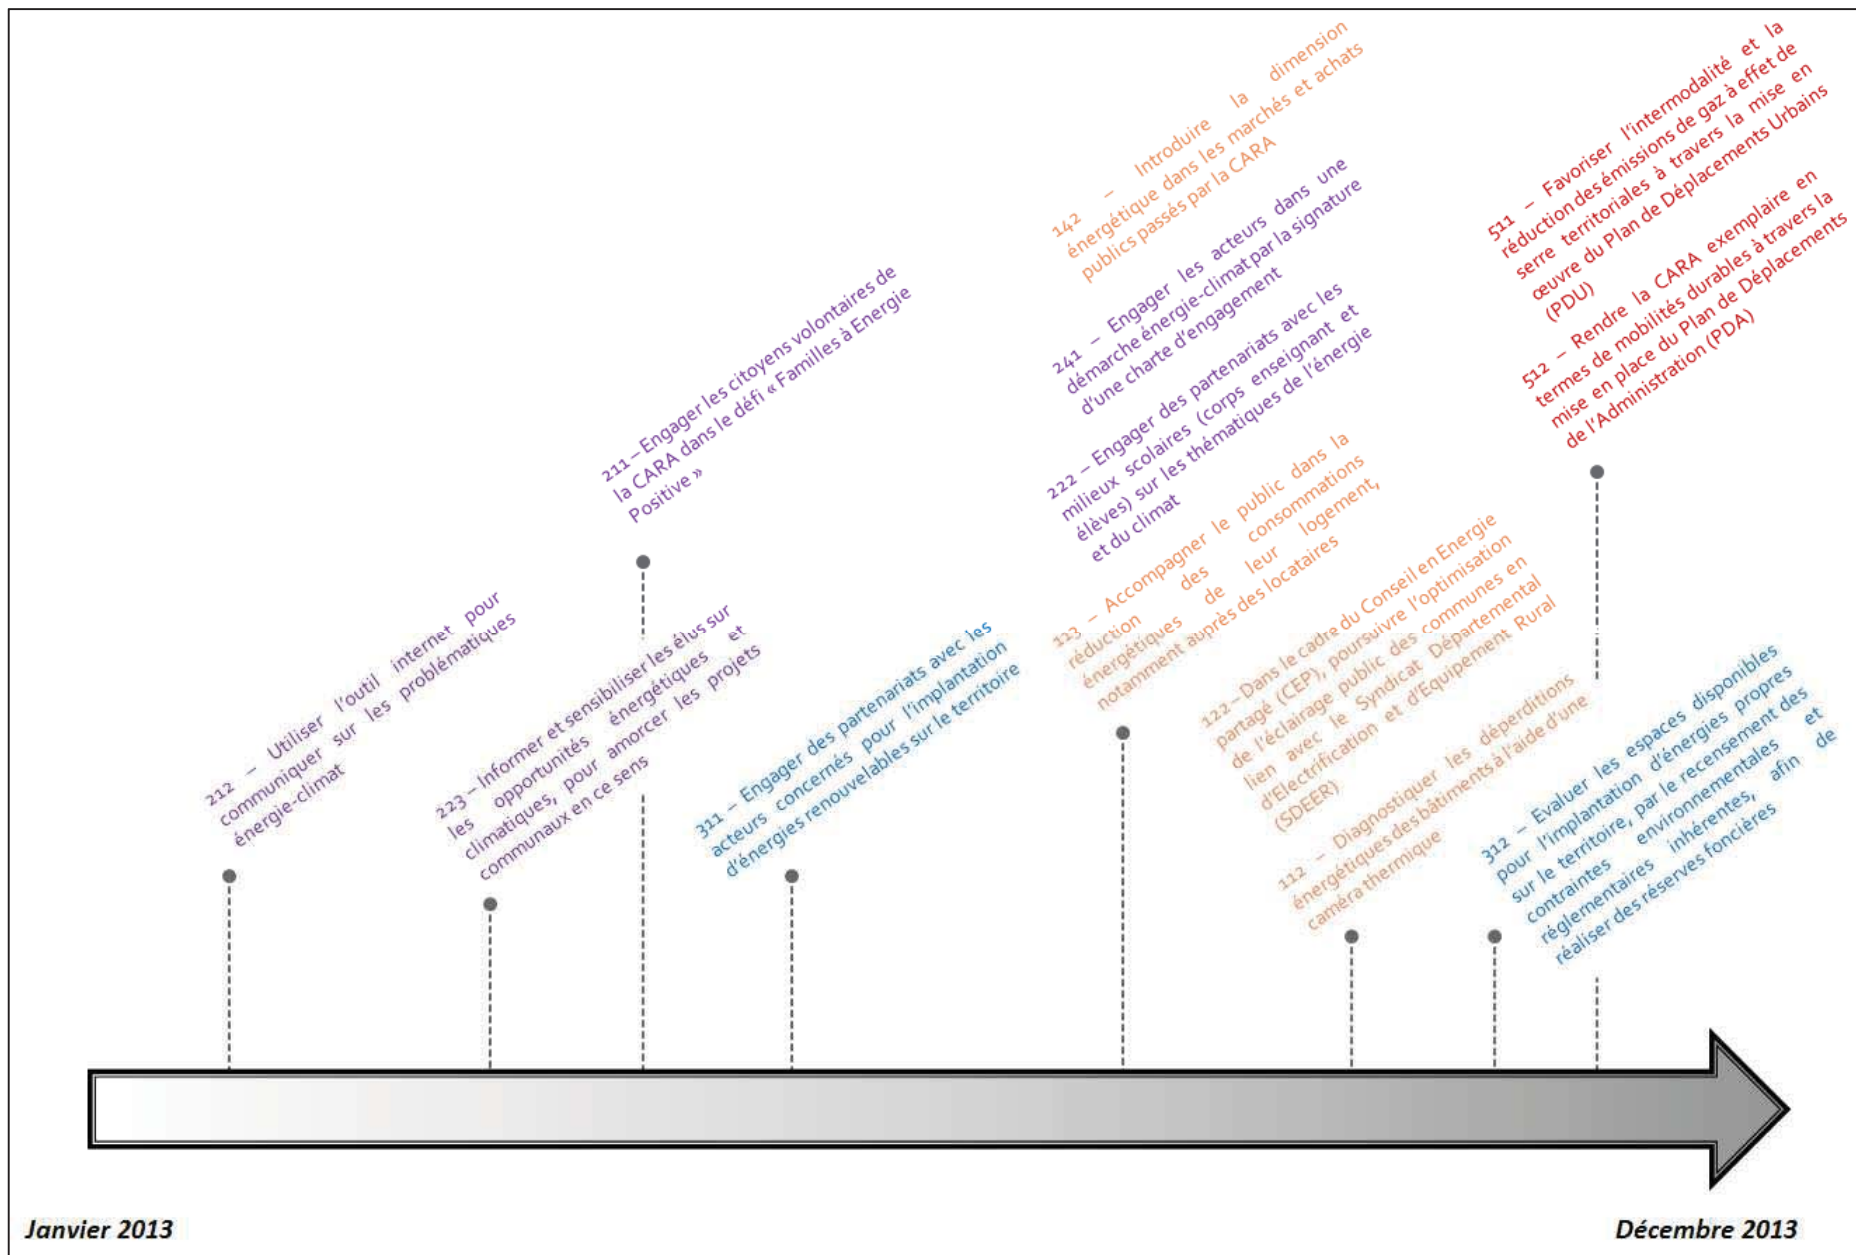 212 – Utiliser l'outil internet pour
communiquer sur les problématiques
énergie-climat
223 – Informer et sensibiliser les élus sur
les opportunités énergétiques et
climatiques, pour amorcer les projets
communaux en ce sens
211 – Engager les citoyens volontaires de
la CARA dans le défi « Familles à Energie
Positive »
311 – Engager des partenariats avec les
acteurs concernés pour l'implantation
d'énergies renouvelables sur le territoire
142 – Introduire la dimension
énergétique dans les marchés et achats
publics passés par la CARA
241 – Engager les acteurs dans une
démarche énergie-climat par la signature
d'une charte d'engagement
222 – Engager des partenariats avec les
milieux scolaires (corps enseignant et
élèves) sur les thématiques de l'énergie
et du climat
123 – Accompagner le public dans la
réduction des consommations
énergétiques de leur logement,
notamment auprès des locataires
122 – Dans le cadre du Conseil en Energie
partagé (CEP), poursuivre l'optimisation
de l'éclairage public des communes en
lien avec le Syndicat Départemental
d'Electrification et d'Equipement Rural
(SDEER)
112 – Diagnostiquer les déperditions
énergétiques des bâtiments à l'aide d'une
caméra thermique
312 – Evaluer les espaces disponibles
pour l'implantation d'énergies propres
sur le territoire, par le recensement des
contraintes environnementales et
réglementaires inhérentes, afin de
réaliser des réserves foncières
511 – Favoriser l'intermodalité et la
réduction des émissions de gaz à effet de
serre territoriales à travers la mise en
œuvre du Plan de Déplacements Urbains
(PDU)
512 – Rendre la CARA exemplaire en
termes de mobilités durables à travers la
mise en place du Plan de Déplacements
de l'Administration (PDA)
Janvier 2013
Décembre 2013